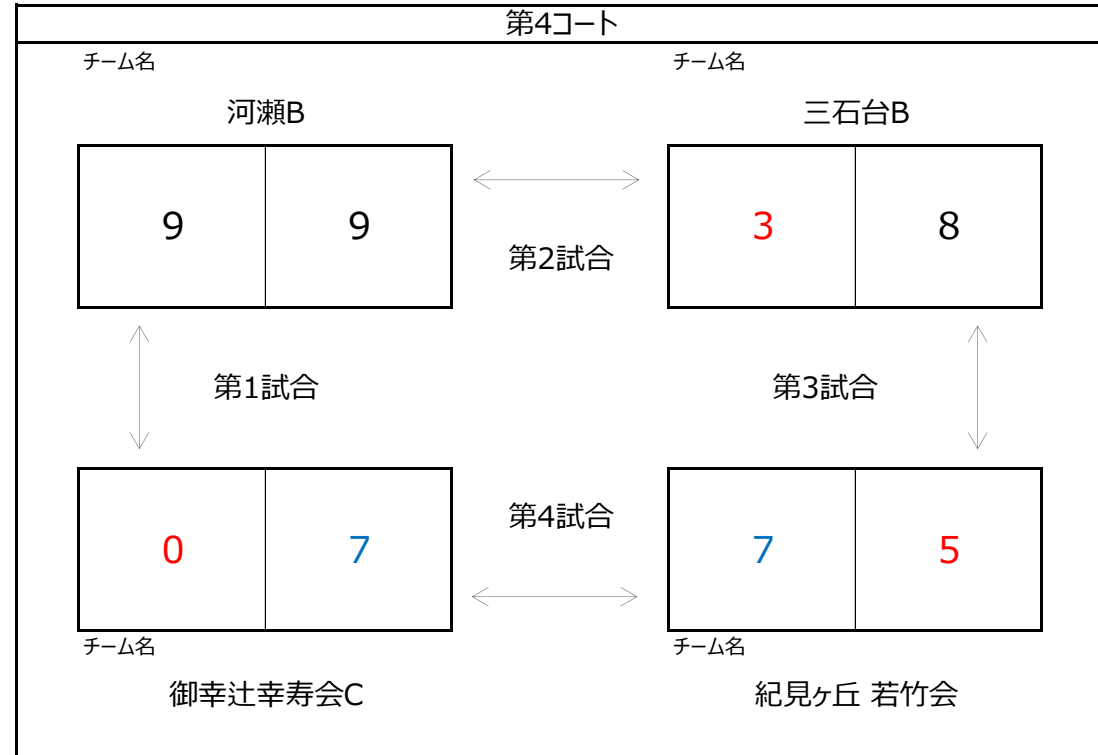 第4コート
チーム名 チーム名
河瀬B 三石台B
9 9 3 8
第2試合
第1試合 第3試合
第4試合
0 7 7 5
チーム名 チーム名
御幸辻幸寿会C 紀見ヶ丘 若竹会